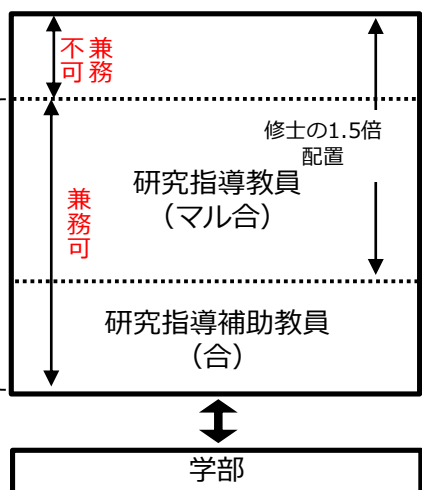 兼務
不可
修士の1.5倍
配置
研究指導教員
（マル合）
兼務可
研究指導補助教員
（合）
学部